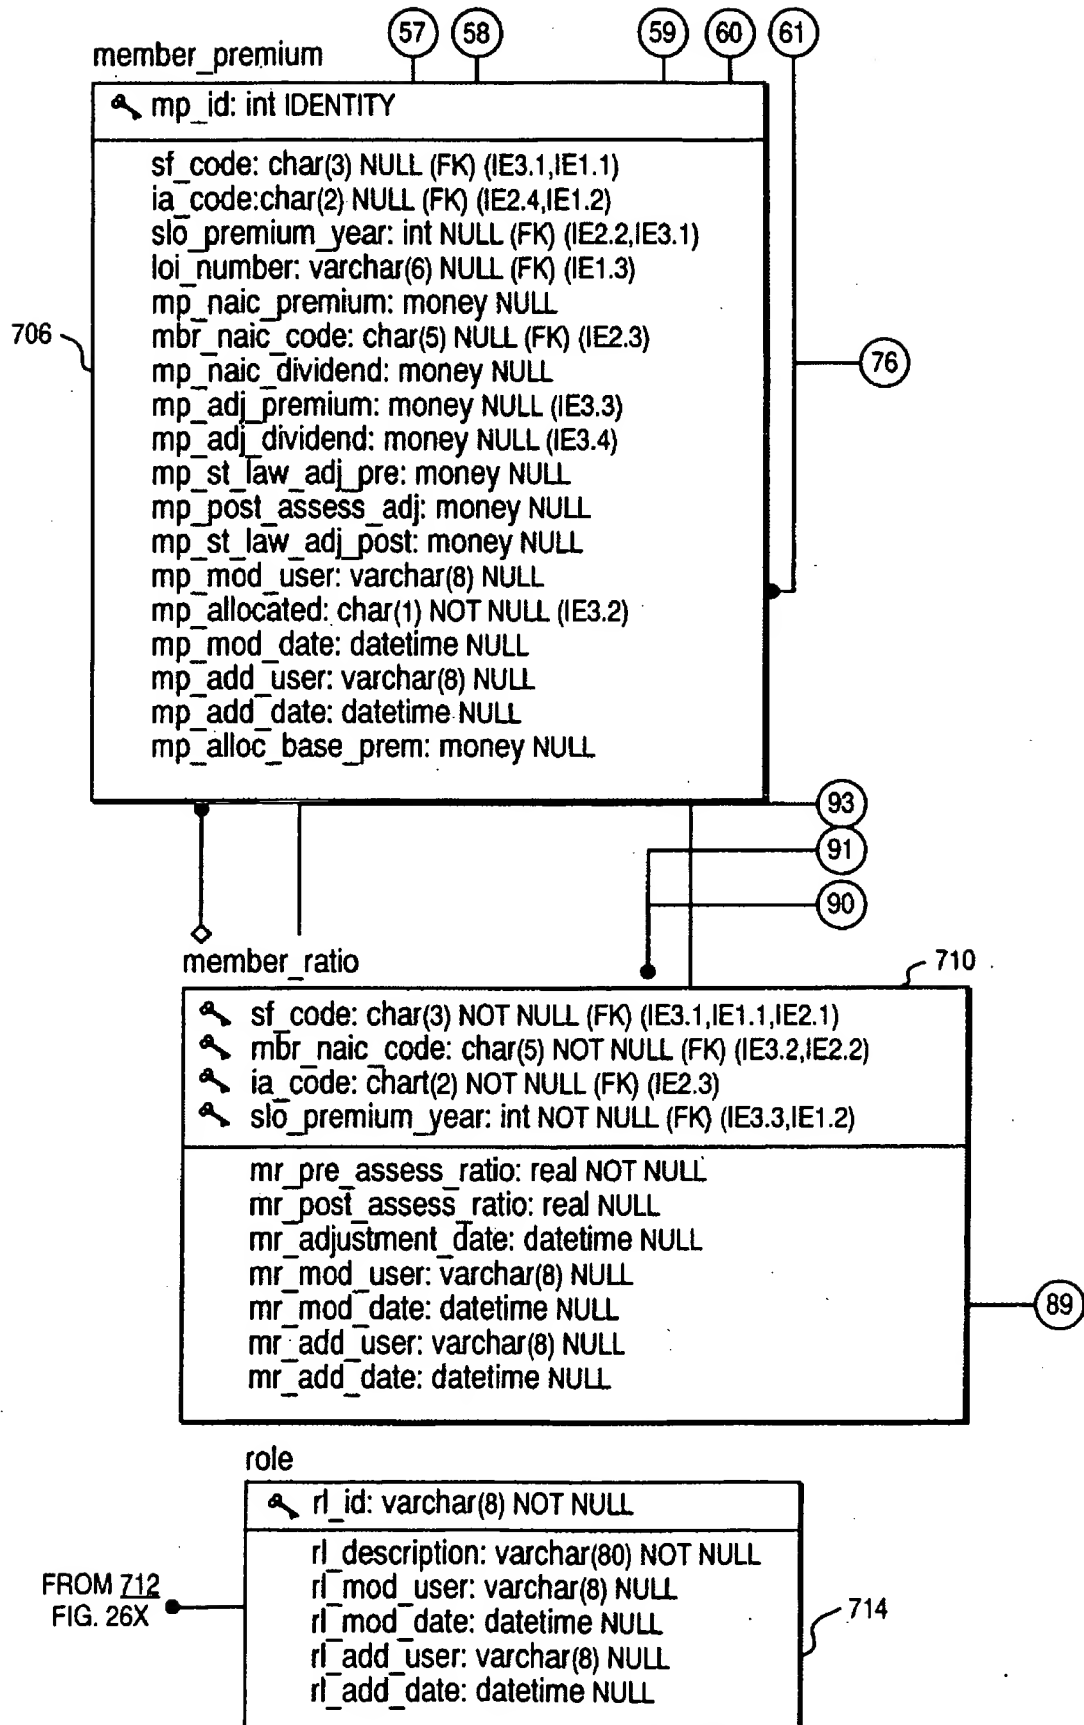 57 58 59 60 61
member_premium
mp_id: int IDENTITY
sf_code: char(3) NULL (FK) (IE3.1,IE1.1)
ia_code:char(2) NULL (FK) (IE2.4,IE1.2)
slo_premium_year: int NULL (FK) (IE2.2,IE3.1)
loi_number: varchar(6) NULL (FK) (IE1.3)
mp_naic_premium: money NULL
706
mbr_naic_code: char(5) NULL (FK) (IE2.3)
76
mp_naic_dividend: money NULL
mp_adj_premium: money NULL (IE3.3)
mp_adj_dividend: money NULL (IE3.4)
mp_st_law_adj_pre: money NULL
mp_post_assess_adj: money NULL
mp_st_law_adj_post: money NULL
mp_mod_user: varchar(8) NULL
mp_allocated: char(1) NOT NULL (IE3.2)
mp_mod_date: datetime NULL
mp_add_user: varchar(8) NULL
mp_add_date: datetime NULL
mp_alloc_base_prem: money NULL
93
91
90
member_ratio
710
sf_code: char(3) NOT NULL (FK) (IE3.1,IE1.1,IE2.1)
mbr_naic_code: char(5) NOT NULL (FK) (IE3.2,IE2.2)
ia_code: chart(2) NOT NULL (FK) (IE2.3)
slo_premium_year: int NOT NULL (FK) (IE3.3,IE1.2)
mr_pre_assess_ratio: real NOT NULL
mr_post_assess_ratio: real NULL
mr_adjustment_date: datetime NULL
mr_mod_user: varchar(8) NULL
mr_mod_date: datetime NULL
89
mr_add_user: varchar(8) NULL
mr_add_date: datetime NULL
role
rl_id: varchar(8) NOT NULL
rl_description: varchar(80) NOT NULL
rl_mod_user: varchar(8) NULL
FROM 712
FIG. 26X
rl_mod_date: datetime NULL
714
rl_add_user: varchar(8) NULL
rl_add_date: datetime NULL